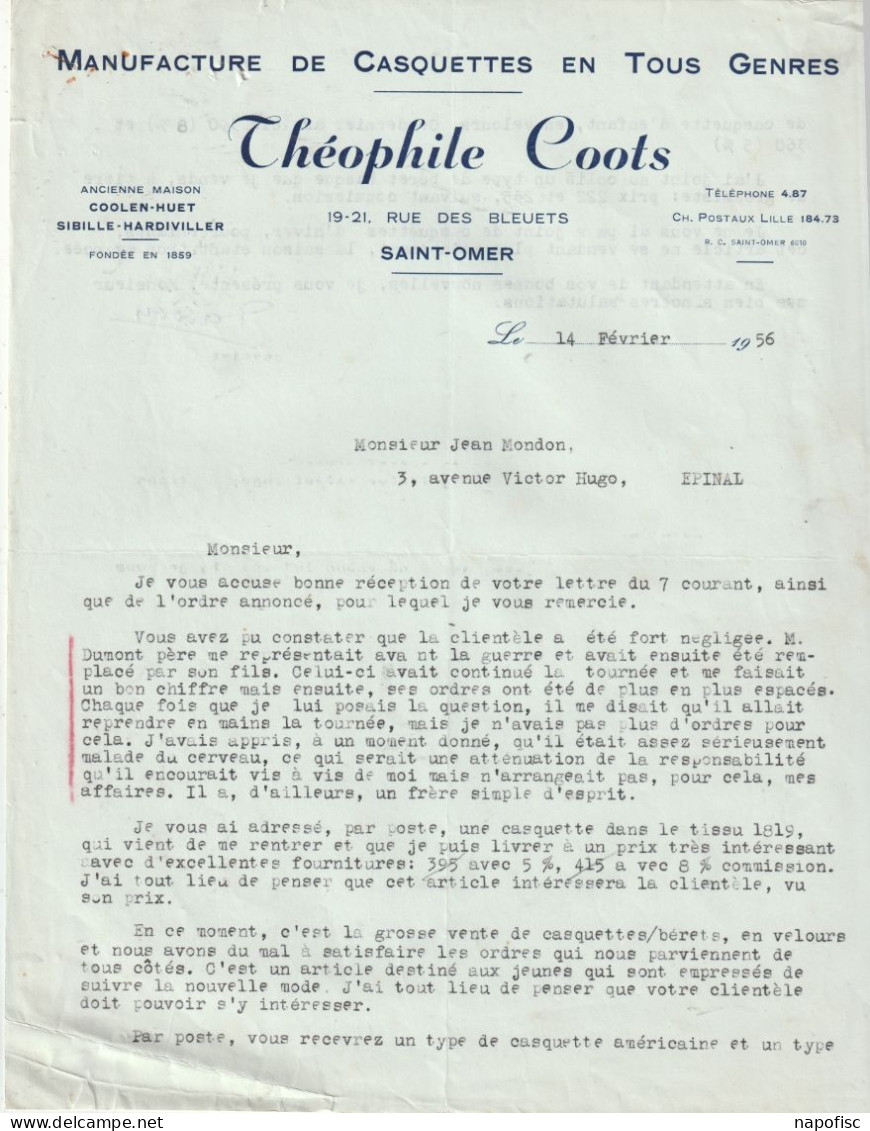 MANUFACTURE DE CASQUETTES EN TOUS GENRES
Théophile Coots
ANCIENNE MAISON
COOLEN-HUET
SIBILLE-HARDIVILLER
FONDÉE EN 1859
19-21, RUE DES BLEUETS
SAINT-OMER
TÉLÉPHONE 4.87
CH. POSTAUX LILLE 184.73
R. C. SAINT-OMER 6010
Le 14 Février 1956
Monsieur Jean Mondon,
3, avenue Victor Hugo, EPINAL
Monsieur,
Je vous accuse bonne réception de votre lettre du 7 courant, ainsi
que de l'ordre annoncé, pour lequel je vous remercie.
Vous avez pu constater que la clientèle a été fort negligée. M.
Dumont père me représentait ava nt la guerre et avait ensuite été rem-
placé par son fils. Celui-ci avait continué la tournée et me faisait
un bon chiffre mais ensuite, ses ordres ont été de plus en plus espacés.
Chaque fois que je lui posais la question, il me disait qu'il allait
reprendre en mains la tournée, mais je n'avais pas plus d'ordres pour
cela. J'avais appris, à un moment donné, qu'il était assez sérieusement
malade du cerveau, ce qui serait une atténuation de la responsabilité
qu'il encourait vis à vis de moi mais n'arrangeait pas, pour cela, mes
affaires. Il a, d'ailleurs, un frère simple d'esprit.
Je vous ai adressé, par poste, une casquette dans le tissu 1819,
qui vient de me rentrer et que je puis livrer à un prix très intéressant
avec d'excellentes fournitures: 395 avec 5 %, 415 a vec 8 % commission.
J'ai tout lieu de penser que cet article intéressera la clientèle, vu
son prix.
En ce moment, c'est la grosse vente de casquettes/bérets, en velours
et nous avons du mal à satisfaire les ordres qui nous parviennent de
tous côtés. C'est un article destiné aux jeunes qui sont empressés de
suivre la nouvelle mode. J'ai tout lieu de penser que votre clientèle
doit pouvoir s'y intéresser.
Par poste, vous recevrez un type de casquette américaine et un type
napofisc